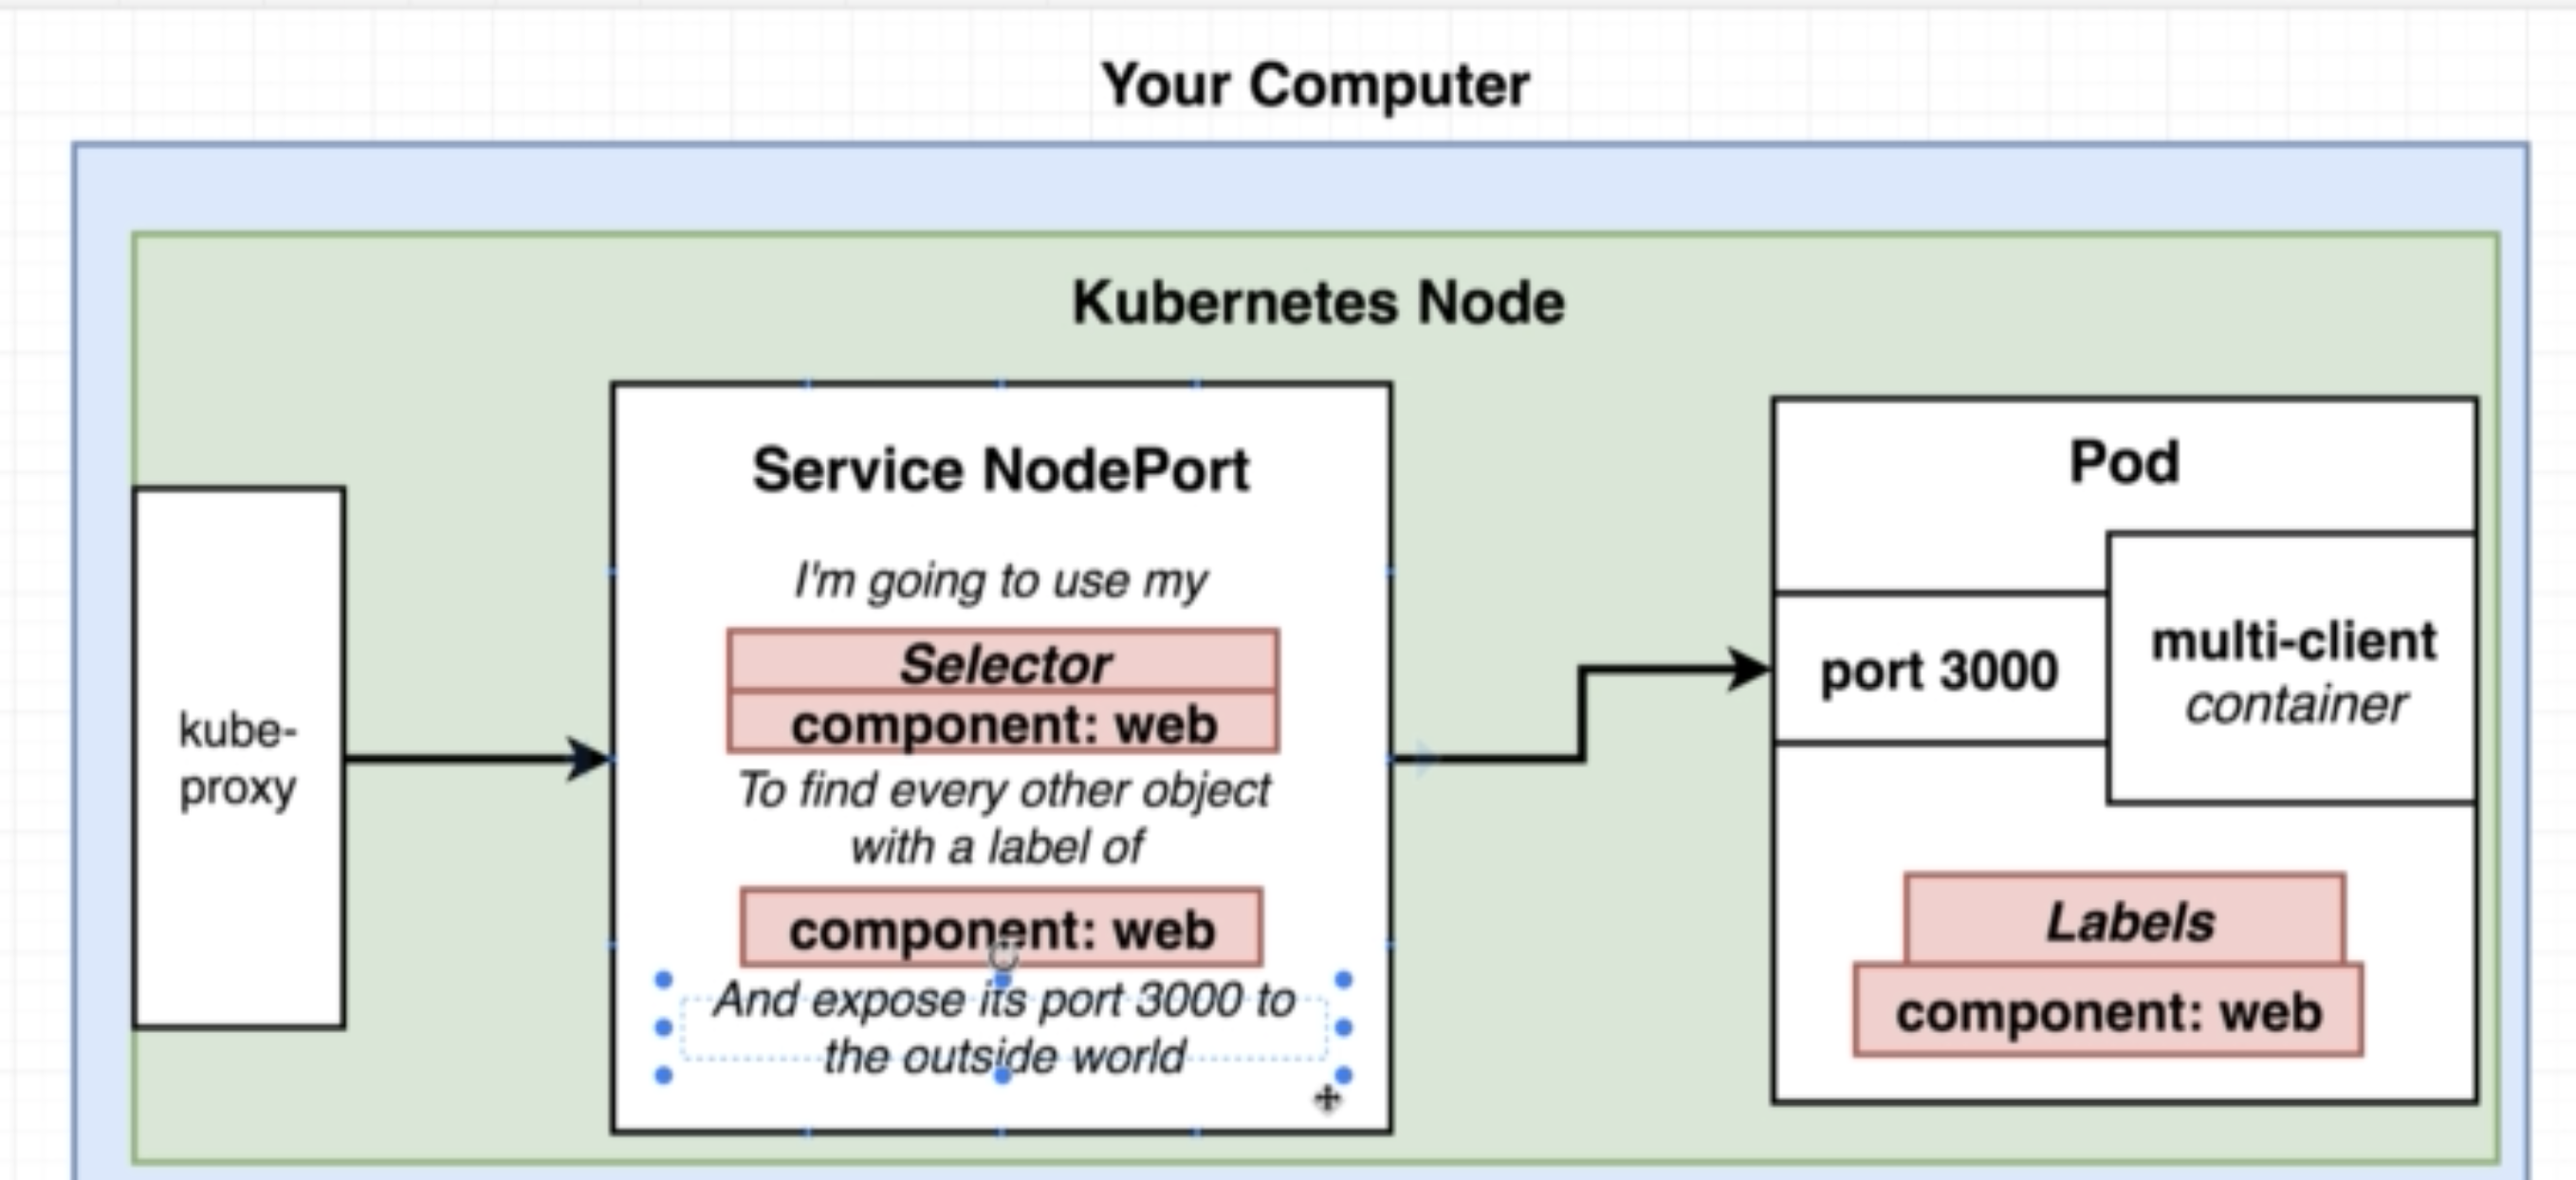 Your Computer
Kubernetes Node
kube-
proxy
Service NodePort
I'm going to use my
Selector
component: web
To find every other object
with a label of
component: web
And expose its port 3000 to
the outside world
Pod
port 3000
multi-client
container
Labels
component: web